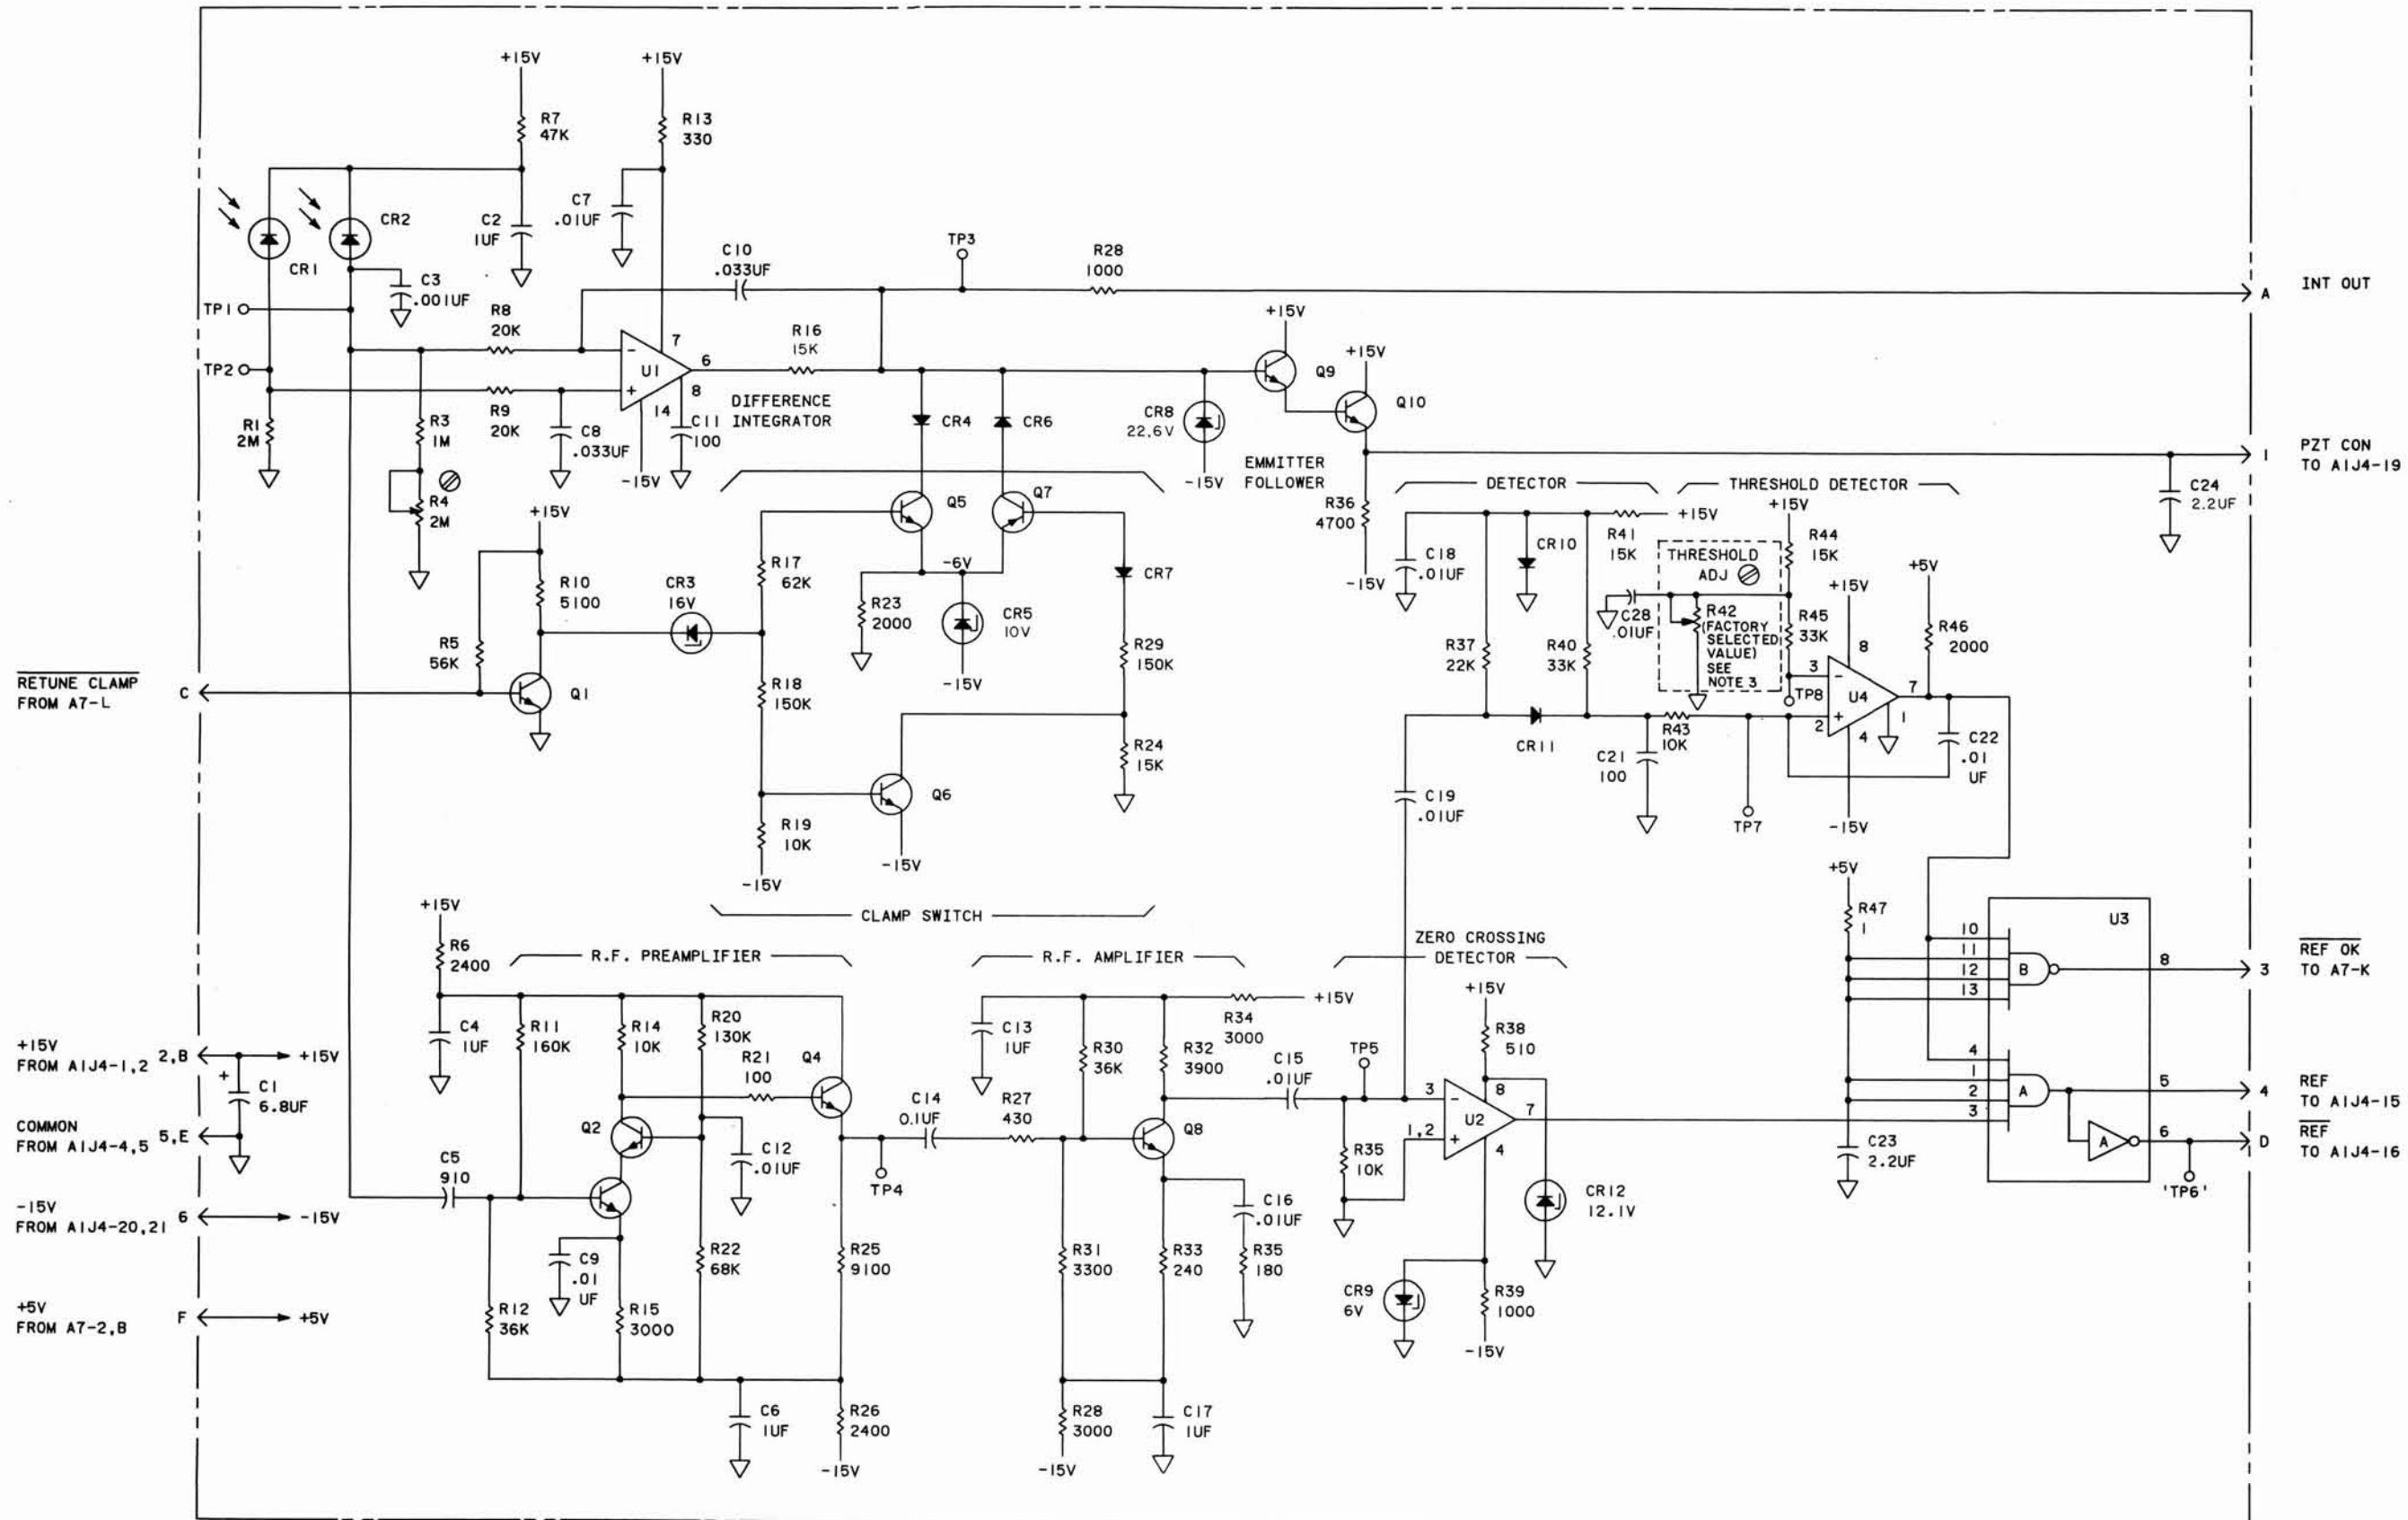 +15V
+15V
R7
47K
R13
330
CR2
C2
1UF
C7
.01UF
CR1
C3
.001UF
C10
.033UF
TP3
R28
1000
A
INT OUT
TP1
R8
20K
R16
15K
7
-
U1
6
+
8
14
TP2
R9
20K
C8
.033UF
-15V
C11
100
DIFFERENCE
INTEGRATOR
R1
2M
R3
1M
R4
2M
CR4
CR6
CR8
22.6V
-15V
+15V
Q9
+15V
Q10
EMMITTER
FOLLOWER
1
PZT CON
TO A1J4-19
C24
2.2UF
R36
4700
-15V
+15V
R10
5100
R5
56K
CR3
16V
Q1
RETUNE CLAMP
FROM A7-L
C
R17
62K
Q5
Q7
-6V
R23
2000
CR5
10V
-15V
CR7
R29
150K
R18
150K
Q6
R24
15K
R19
10K
-15V
-15V
CLAMP SWITCH
DETECTOR
THRESHOLD DETECTOR
+15V
C18
.01UF
CR10
R41
15K
+15V
THRESHOLD
ADJ
R44
15K
C28
.01UF
R42
(FACTORY
SELECTED
VALUE)
SEE
NOTE 3
R45
33K
+15V
+5V
R46
2000
R37
22K
R40
33K
3
8
-
TP8
U4
7
+
2
4
1
CR11
R43
10K
C21
100
C22
.01
UF
C19
.01UF
TP7
-15V
+5V
R47
1
U3
10
11
12
13
B
8
3
REF OK
TO A7-K
4
1
2
3
A
5
4
REF
TO A1J4-15
A
6
D
REF
TO A1J4-16
'TP6'
C23
2.2UF
+15V
R6
2400
R.F. PREAMPLIFIER
R.F. AMPLIFIER
ZERO CROSSING
DETECTOR
C4
1UF
R11
160K
R14
10K
R20
130K
R21
100
Q4
C13
1UF
R30
36K
R32
3900
R34
3000
+15V
C15
.01UF
TP5
+15V
R38
510
3
8
-
U2
7
1,2
+
4
R35
10K
+15V
FROM A1J4-1,2
2,B
+15V
+
C1
6.8UF
COMMON
FROM A1J4-4,5
5,E
-15V
FROM A1J4-20,21
6
-15V
+5V
FROM A7-2,B
F
+5V
C5
910
Q2
C12
.01UF
TP4
C14
0.1UF
R27
430
Q8
C16
.01UF
CR12
12.1V
R12
36K
C9
.01
UF
R15
3000
R22
68K
R25
9100
R31
3300
R33
240
R35
180
CR9
6V
R39
1000
-15V
C6
1UF
R26
2400
-15V
R28
3000
-15V
C17
1UF